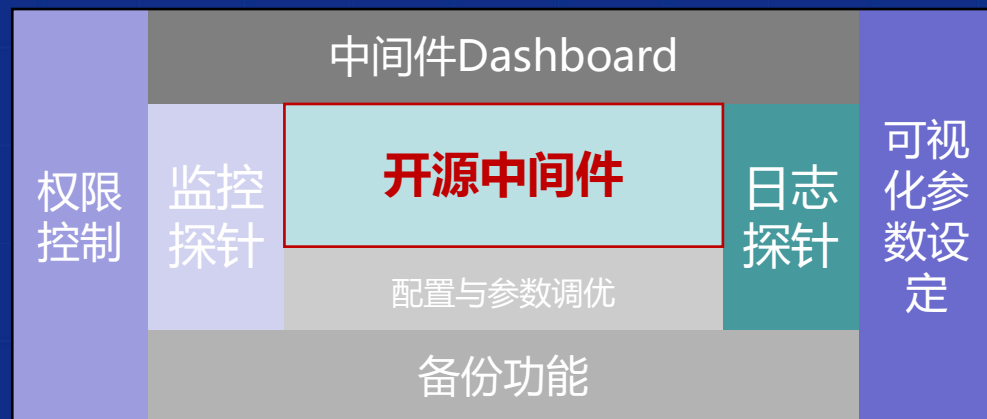 中间件Dashboard
权限
控制
监控
探针
开源中间件
配置与参数调优
日志
探针
可视
化参
数设
定
备份功能